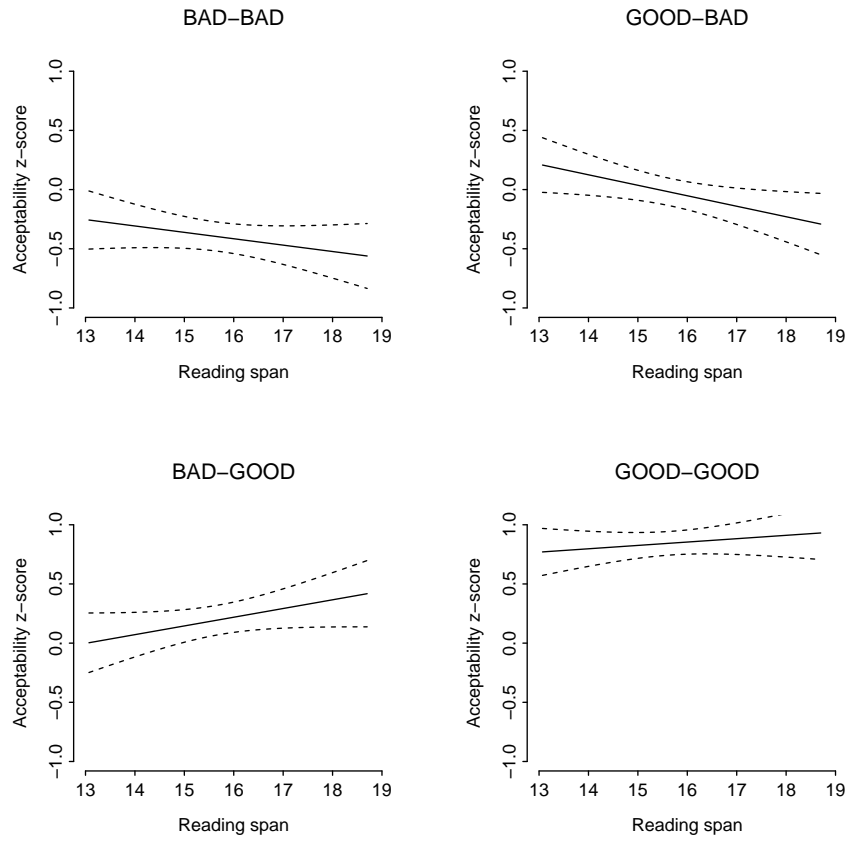 BAD−BAD
Acceptability z−score
1.0
0.5
0.0
−0.5
−1.0
13 14 15 16 17 18 19
Reading span
GOOD−BAD
Acceptability z−score
1.0
0.5
0.0
−0.5
−1.0
13 14 15 16 17 18 19
Reading span
BAD−GOOD
Acceptability z−score
1.0
0.5
0.0
−0.5
−1.0
13 14 15 16 17 18 19
Reading span
GOOD−GOOD
Acceptability z−score
1.0
0.5
0.0
−0.5
−1.0
13 14 15 16 17 18 19
Reading span